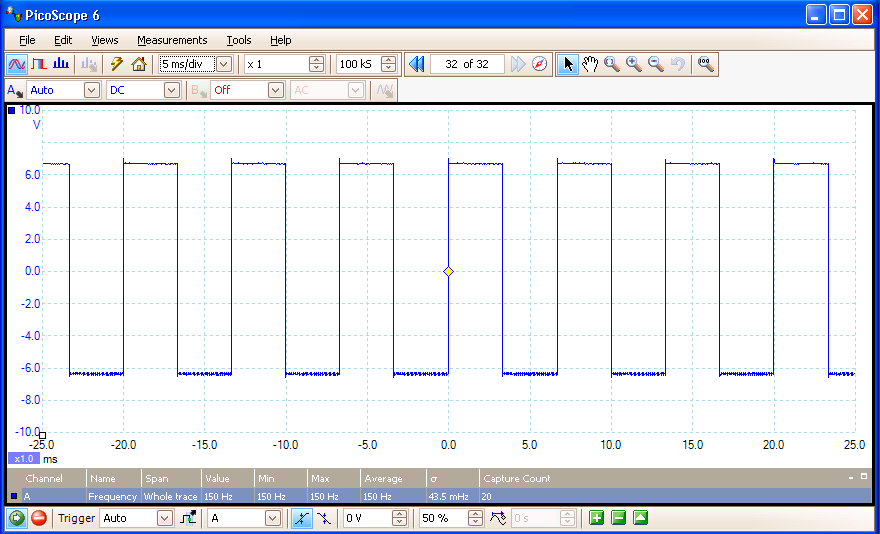 PicoScope 6
File Edit Views Measurements Tools Help
5 ms/div x 1 100 kS 32 of 32
A Auto DC B Off AC
10.0
V
6.0
4.0
2.0
0.0
-2.0
-4.0
-6.0
-8.0
-10.0
-25.0 -20.0 -15.0 -10.0 -5.0 0.0 5.0 10.0 15.0 20.0 25.0
x1.0 ms
Channel Name Span Value Min Max Average σ Capture Count
A Frequency Whole trace 150 Hz 150 Hz 150 Hz 150 Hz 43.5 mHz 20
Trigger Auto A 0 V 50 % 0 s